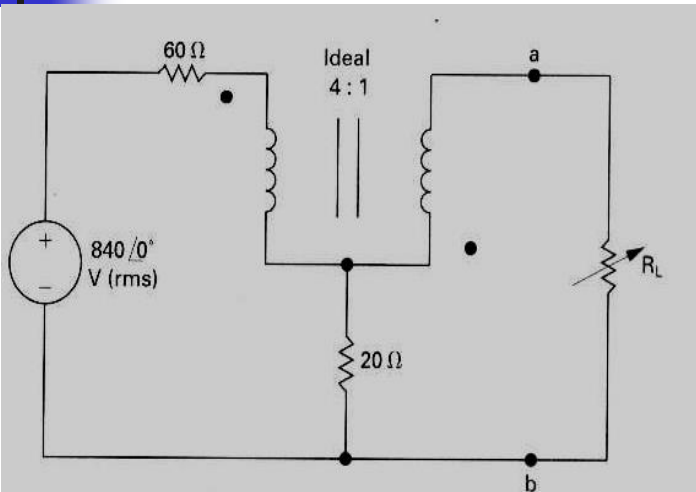 60 Ω
Ideal
4 : 1
a
+
840 /0°
V (rms)
−
R_L
20 Ω
b